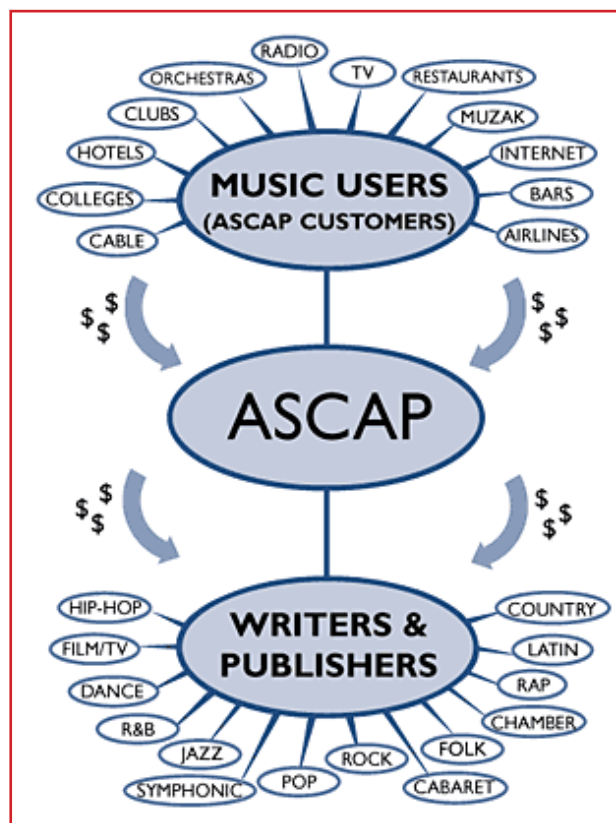 RADIO
TV
ORCHESTRAS
RESTAURANTS
CLUBS
MUZAK
HOTELS
INTERNET
COLLEGES
BARS
CABLE
AIRLINES
MUSIC USERS
(ASCAP CUSTOMERS)
$ $ $
$ $ $
ASCAP
$ $ $
$ $ $
WRITERS &
PUBLISHERS
HIP-HOP
COUNTRY
FILM/TV
LATIN
DANCE
RAP
R&B
CHAMBER
JAZZ
FOLK
SYMPHONIC
POP
ROCK
CABARET